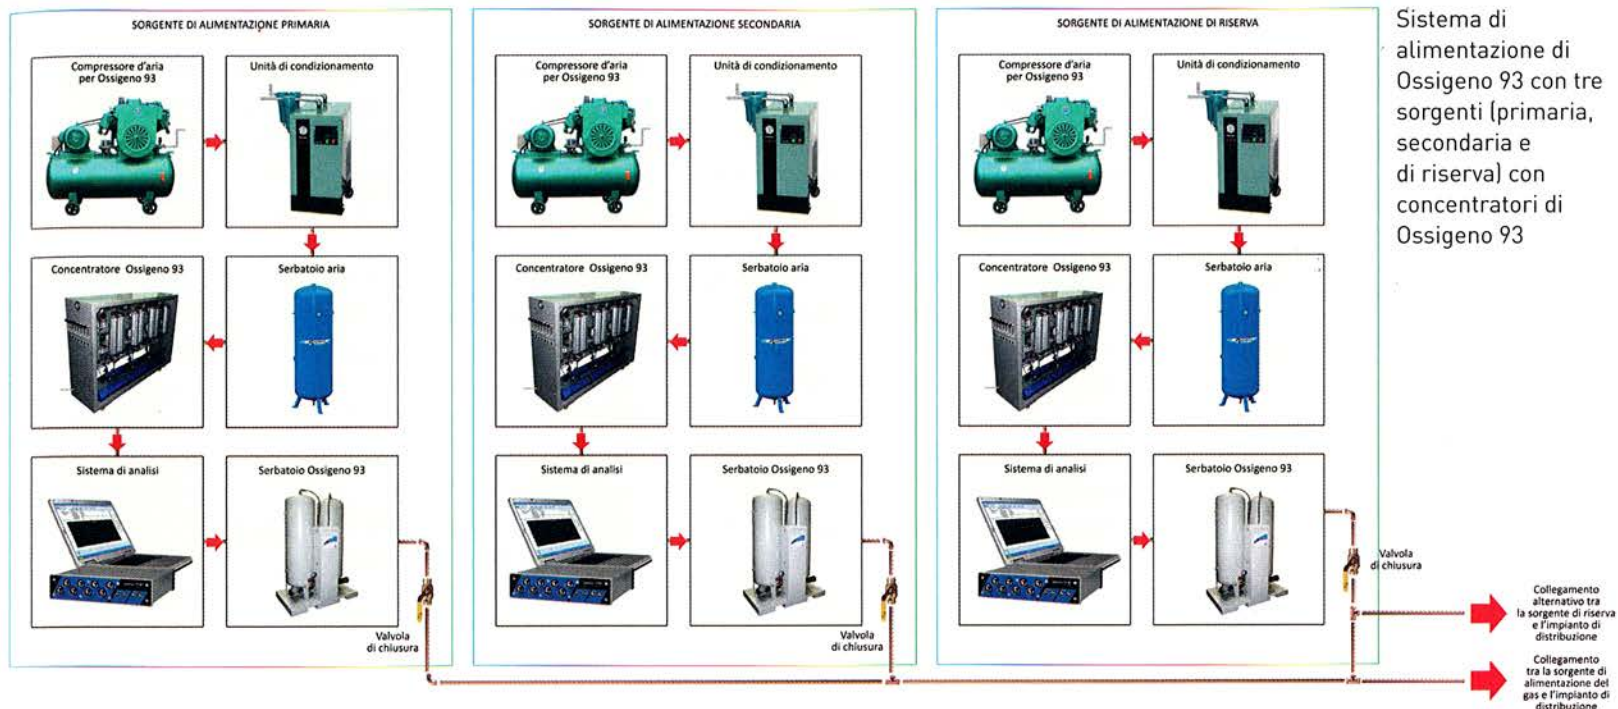 SORGENTE DI ALIMENTAZIONE PRIMARIA
Compressore d'aria
per Ossigeno 93
Unità di condizionamento
Concentratore Ossigeno 93
Serbatoio aria
Sistema di analisi
Serbatoio Ossigeno 93
Valvola
di chiusura
SORGENTE DI ALIMENTAZIONE SECONDARIA
Compressore d'aria
per Ossigeno 93
Unità di condizionamento
Concentratore Ossigeno 93
Serbatoio aria
Sistema di analisi
Serbatoio Ossigeno 93
Valvola
di chiusura
SORGENTE DI ALIMENTAZIONE DI RISERVA
Compressore d'aria
per Ossigeno 93
Unità di condizionamento
Concentratore Ossigeno 93
Serbatoio aria
Sistema di analisi
Serbatoio Ossigeno 93
Valvola
di chiusura
Collegamento
alternativo tra
la sorgente di riserva
e l'impianto di
distribuzione
Collegamento
tra la sorgente di
alimentazione del
gas e l'impianto di
distribuzione
Sistema di
alimentazione di
Ossigeno 93 con tre
sorgenti (primaria,
secondaria e
di riserva) con
concentratori di
Ossigeno 93